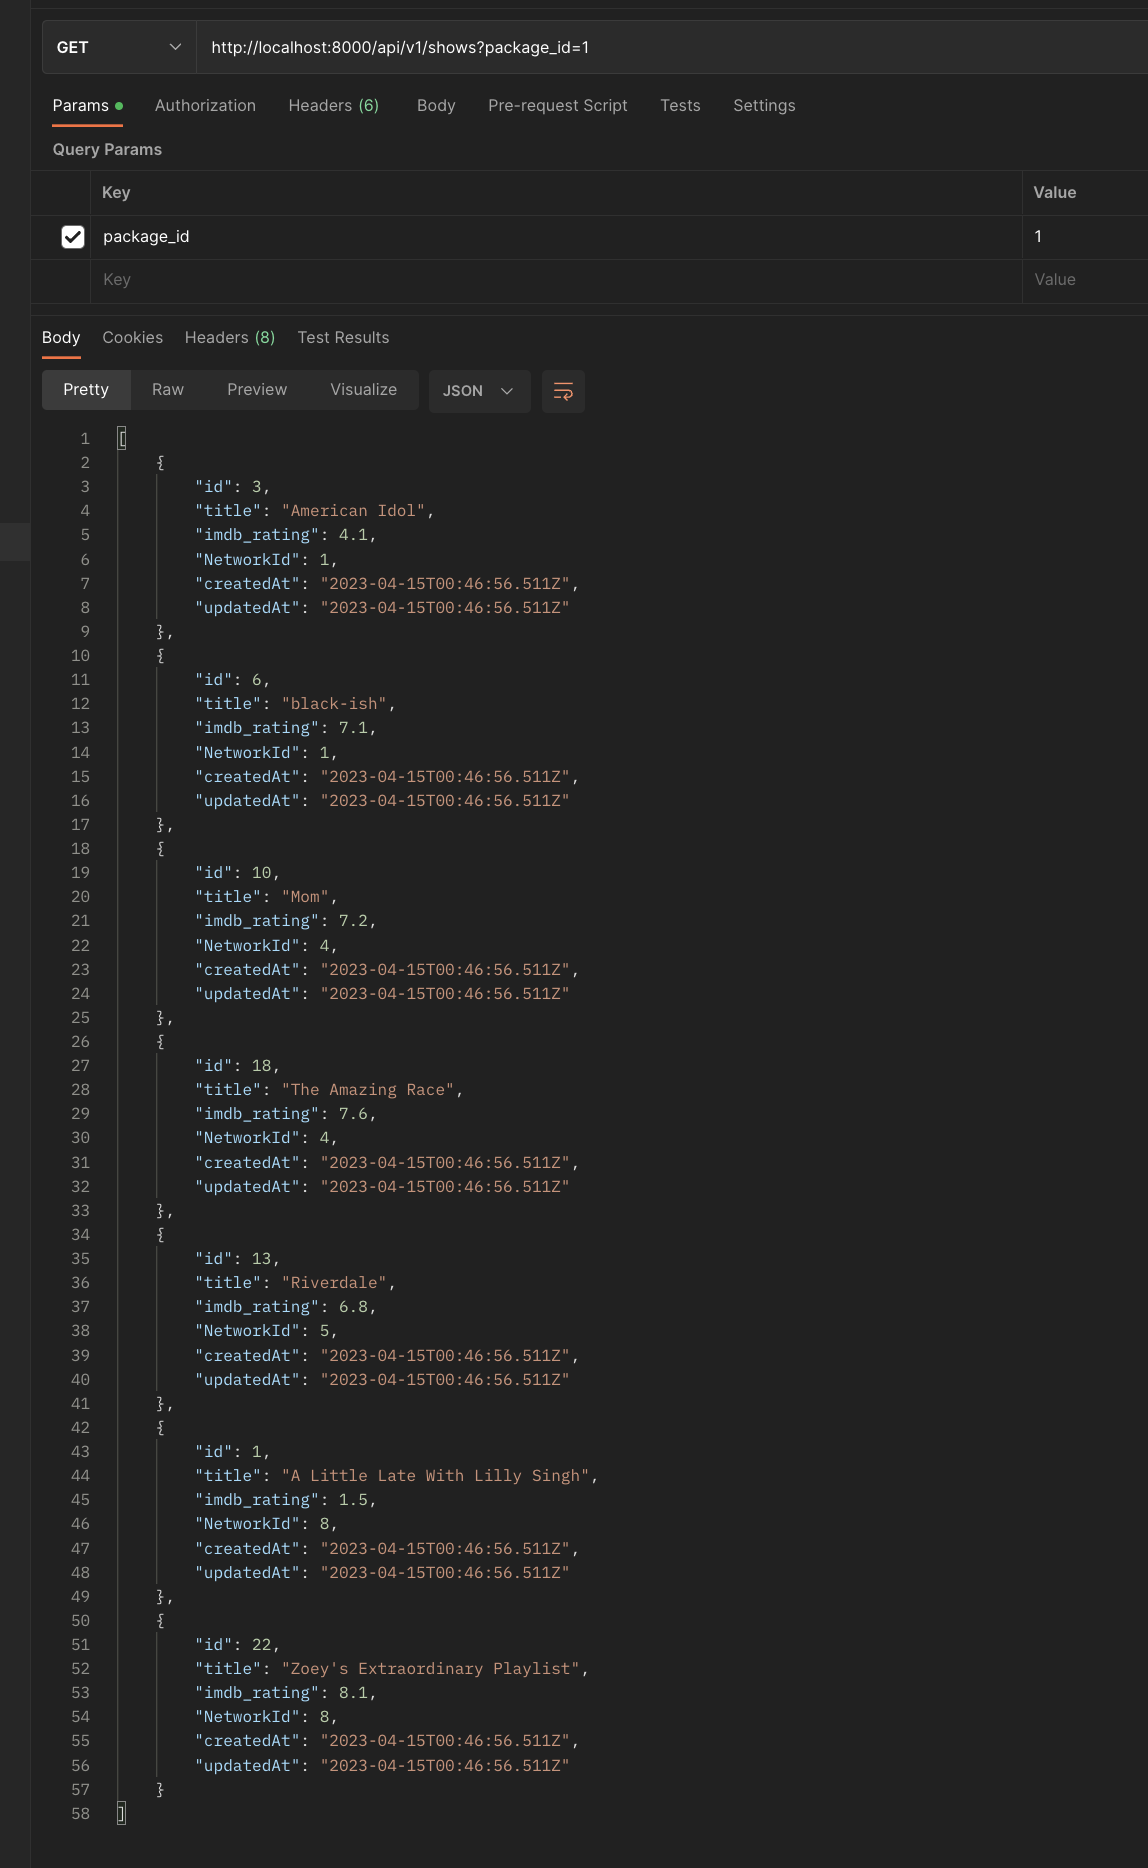 GET http://localhost:8000/api/v1/shows?package_id=1
Params Authorization Headers (6) Body Pre-request Script Tests Settings
Query Params
Key Value
package_id 1
Key Value
Body Cookies Headers (8) Test Results
Pretty Raw Preview Visualize JSON
1 [
2 {
3 "id": 3,
4 "title": "American Idol",
5 "imdb_rating": 4.1,
6 "NetworkId": 1,
7 "createdAt": "2023-04-15T00:46:56.511Z",
8 "updatedAt": "2023-04-15T00:46:56.511Z"
9 },
10 {
11 "id": 6,
12 "title": "black-ish",
13 "imdb_rating": 7.1,
14 "NetworkId": 1,
15 "createdAt": "2023-04-15T00:46:56.511Z",
16 "updatedAt": "2023-04-15T00:46:56.511Z"
17 },
18 {
19 "id": 10,
20 "title": "Mom",
21 "imdb_rating": 7.2,
22 "NetworkId": 4,
23 "createdAt": "2023-04-15T00:46:56.511Z",
24 "updatedAt": "2023-04-15T00:46:56.511Z"
25 },
26 {
27 "id": 18,
28 "title": "The Amazing Race",
29 "imdb_rating": 7.6,
30 "NetworkId": 4,
31 "createdAt": "2023-04-15T00:46:56.511Z",
32 "updatedAt": "2023-04-15T00:46:56.511Z"
33 },
34 {
35 "id": 13,
36 "title": "Riverdale",
37 "imdb_rating": 6.8,
38 "NetworkId": 5,
39 "createdAt": "2023-04-15T00:46:56.511Z",
40 "updatedAt": "2023-04-15T00:46:56.511Z"
41 },
42 {
43 "id": 1,
44 "title": "A Little Late With Lilly Singh",
45 "imdb_rating": 1.5,
46 "NetworkId": 8,
47 "createdAt": "2023-04-15T00:46:56.511Z",
48 "updatedAt": "2023-04-15T00:46:56.511Z"
49 },
50 {
51 "id": 22,
52 "title": "Zoey's Extraordinary Playlist",
53 "imdb_rating": 8.1,
54 "NetworkId": 8,
55 "createdAt": "2023-04-15T00:46:56.511Z",
56 "updatedAt": "2023-04-15T00:46:56.511Z"
57 }
58 ]